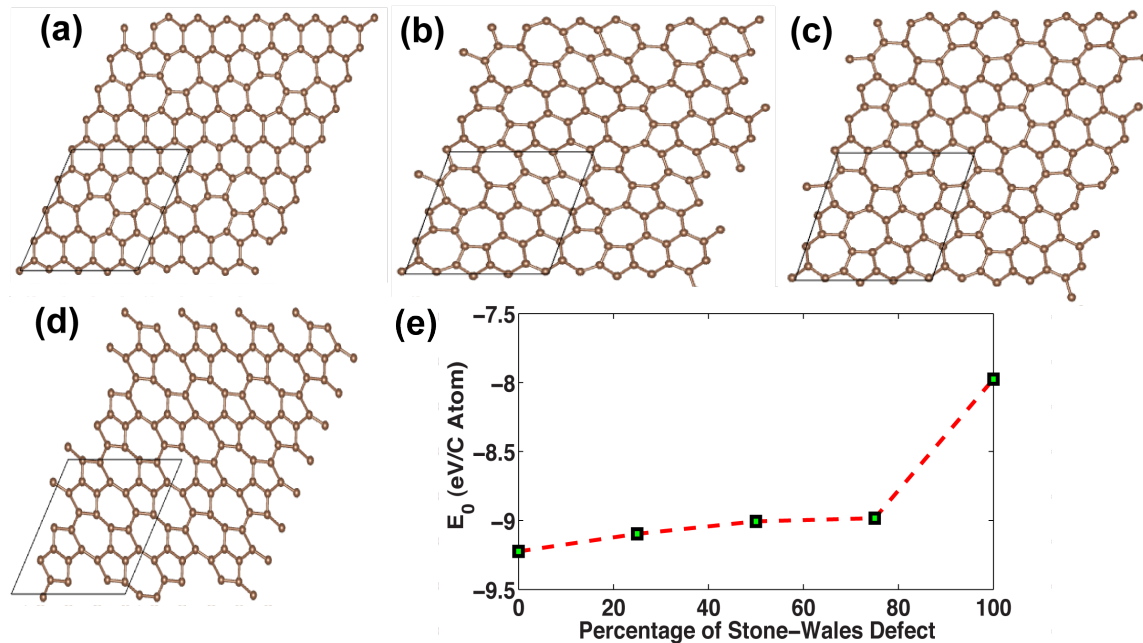 (a)
(b)
(c)
(d)
(e)
−7.5
−8
−8.5
−9
−9.5
E0 (eV/C Atom)
0 20 40 60 80 100
Percentage of Stone−Wales Defect